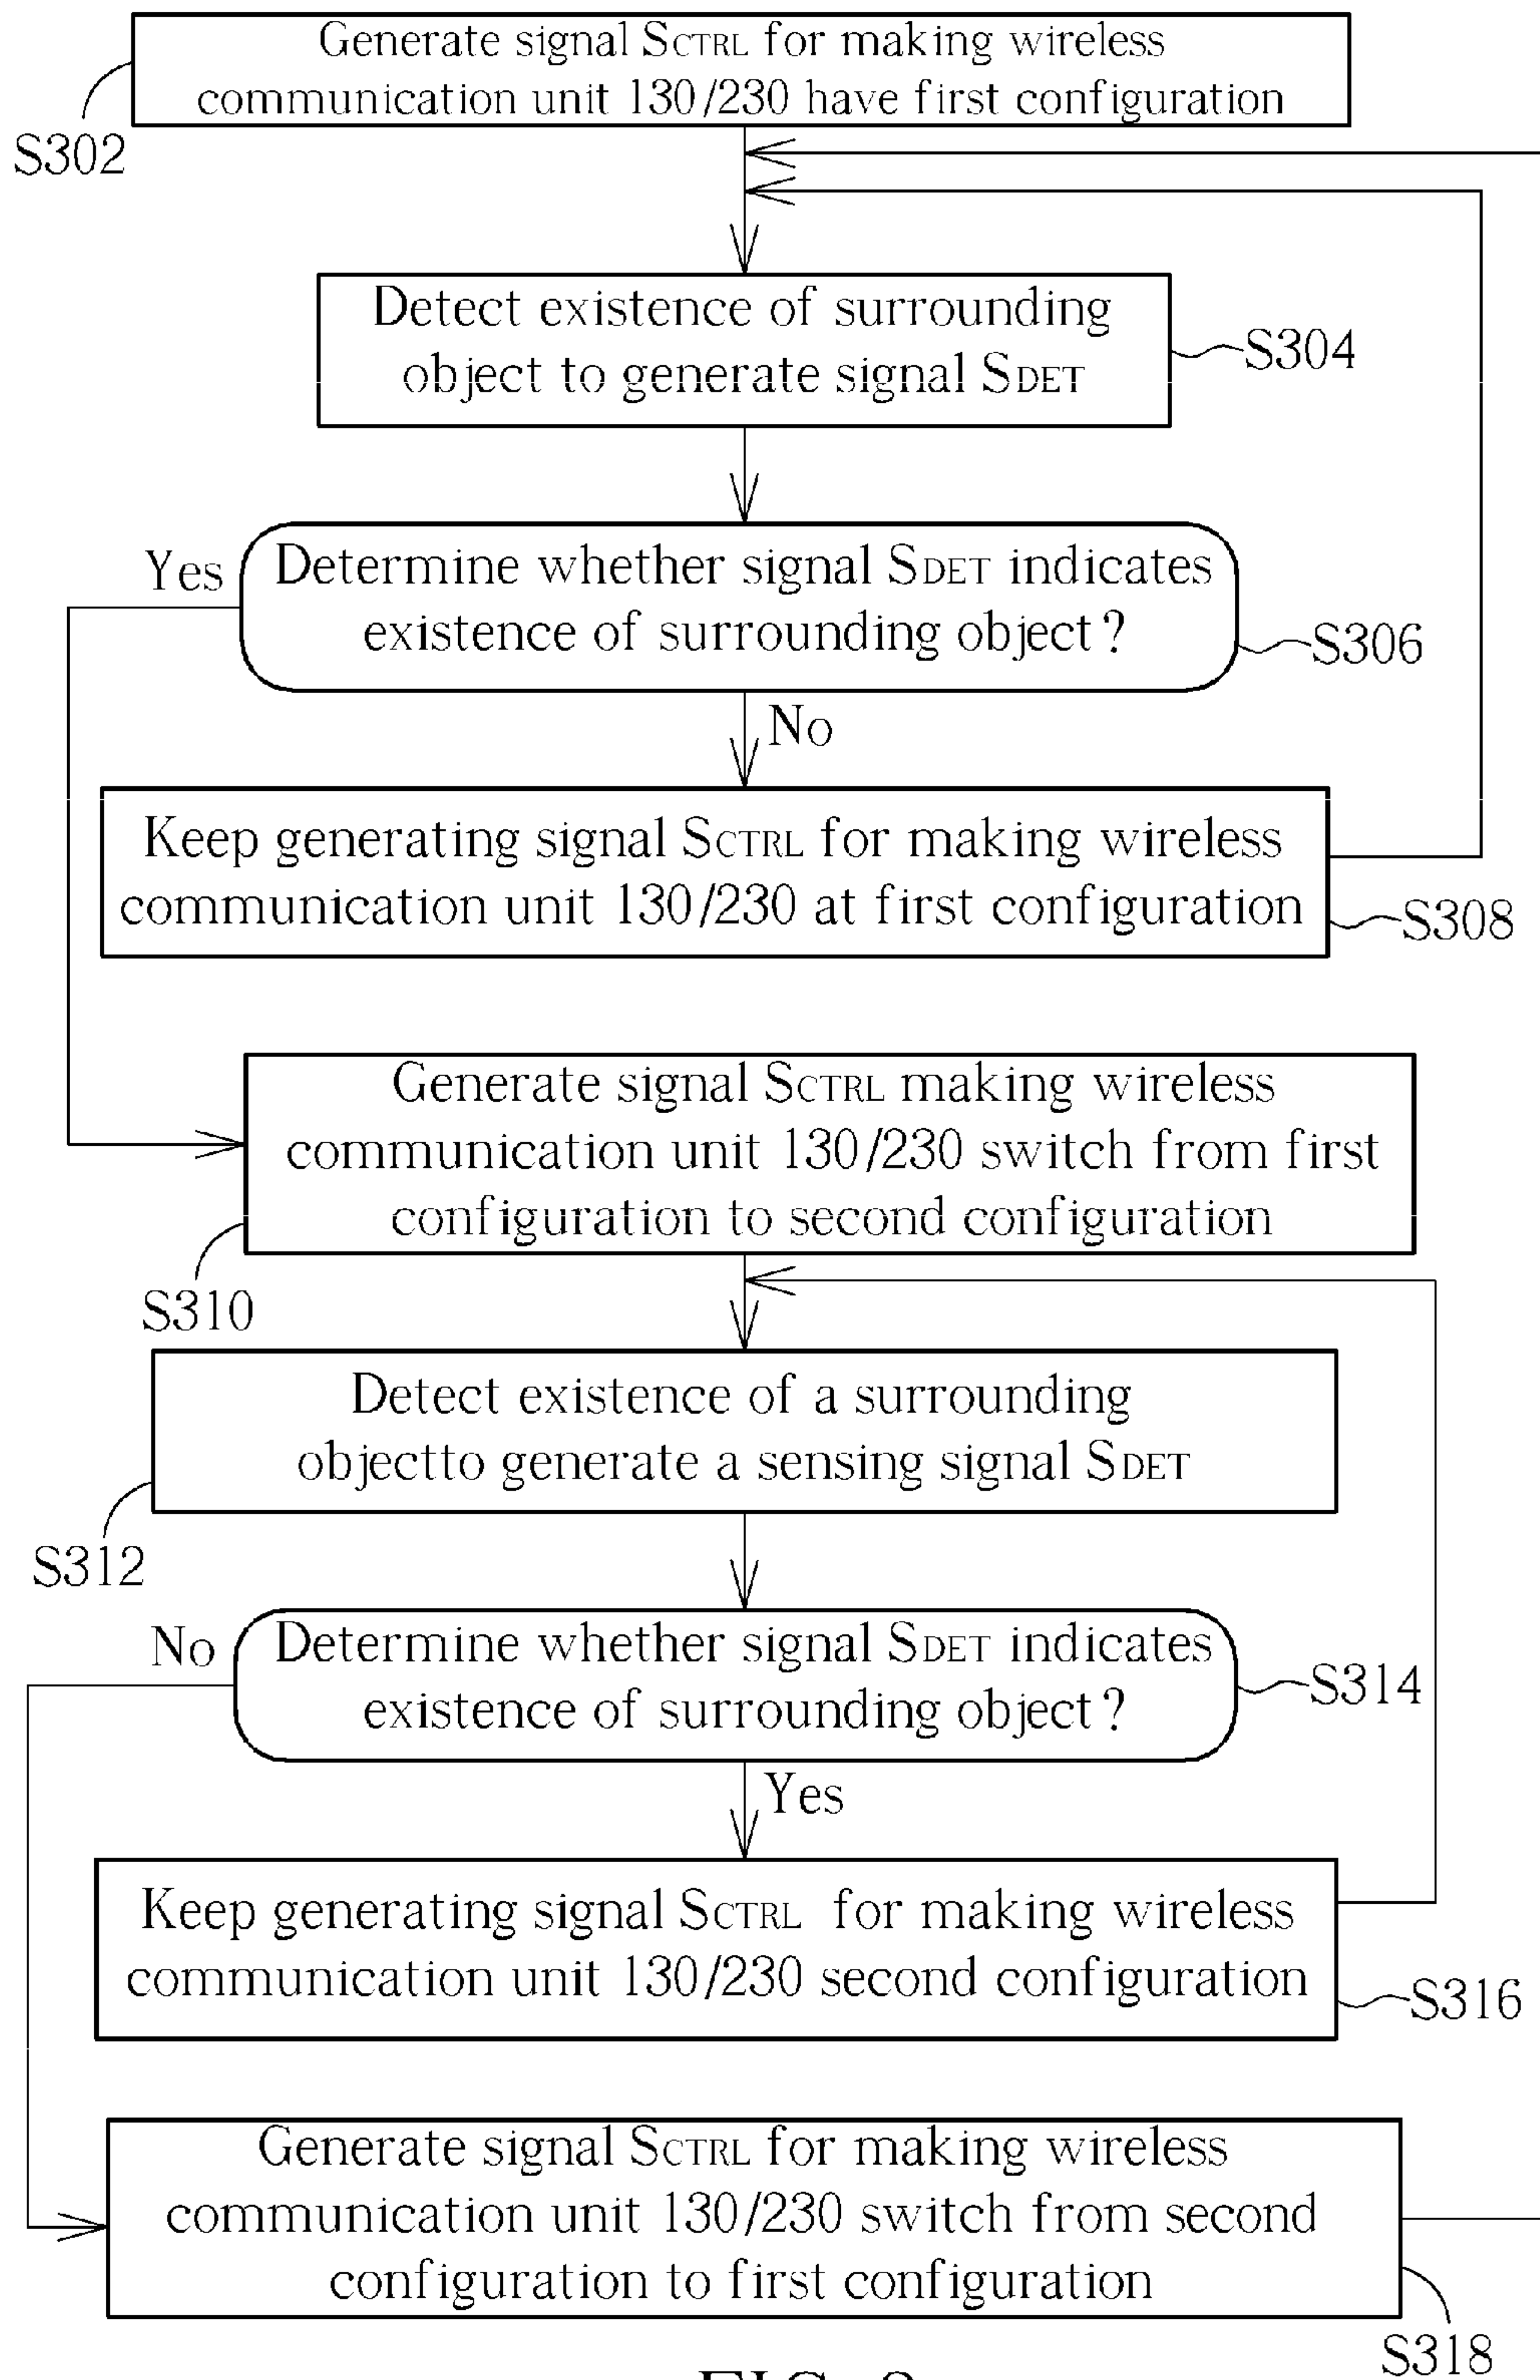 Generate signal SCTRL for making wireless
communication unit 130/230 have first configuration
S302
Detect existence of surrounding
object to generate signal SDET
S304
Yes
Determine whether signal SDET indicates
existence of surrounding object?
S306
No
Keep generating signal SCTRL for making wireless
communication unit 130/230 at first configuration
S308
Generate signal SCTRL making wireless
communication unit 130/230 switch from first
configuration to second configuration
S310
Detect existence of a surrounding
objectto generate a sensing signal SDET
S312
No
Determine whether signal SDET indicates
existence of surrounding object?
S314
Yes
Keep generating signal SCTRL for making wireless
communication unit 130/230 second configuration
S316
Generate signal SCTRL for making wireless
communication unit 130/230 switch from second
configuration to first configuration
S318